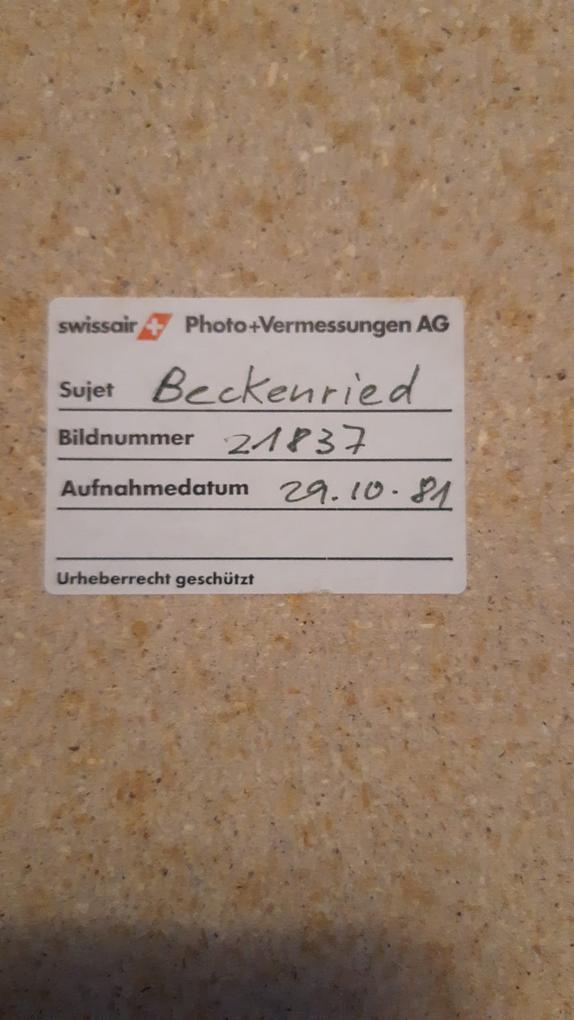 swissair Photo+Vermessungen AG
Sujet Beckenried
Bildnummer 21837
Aufnahmedatum 29.10.81
Urheberrecht geschützt